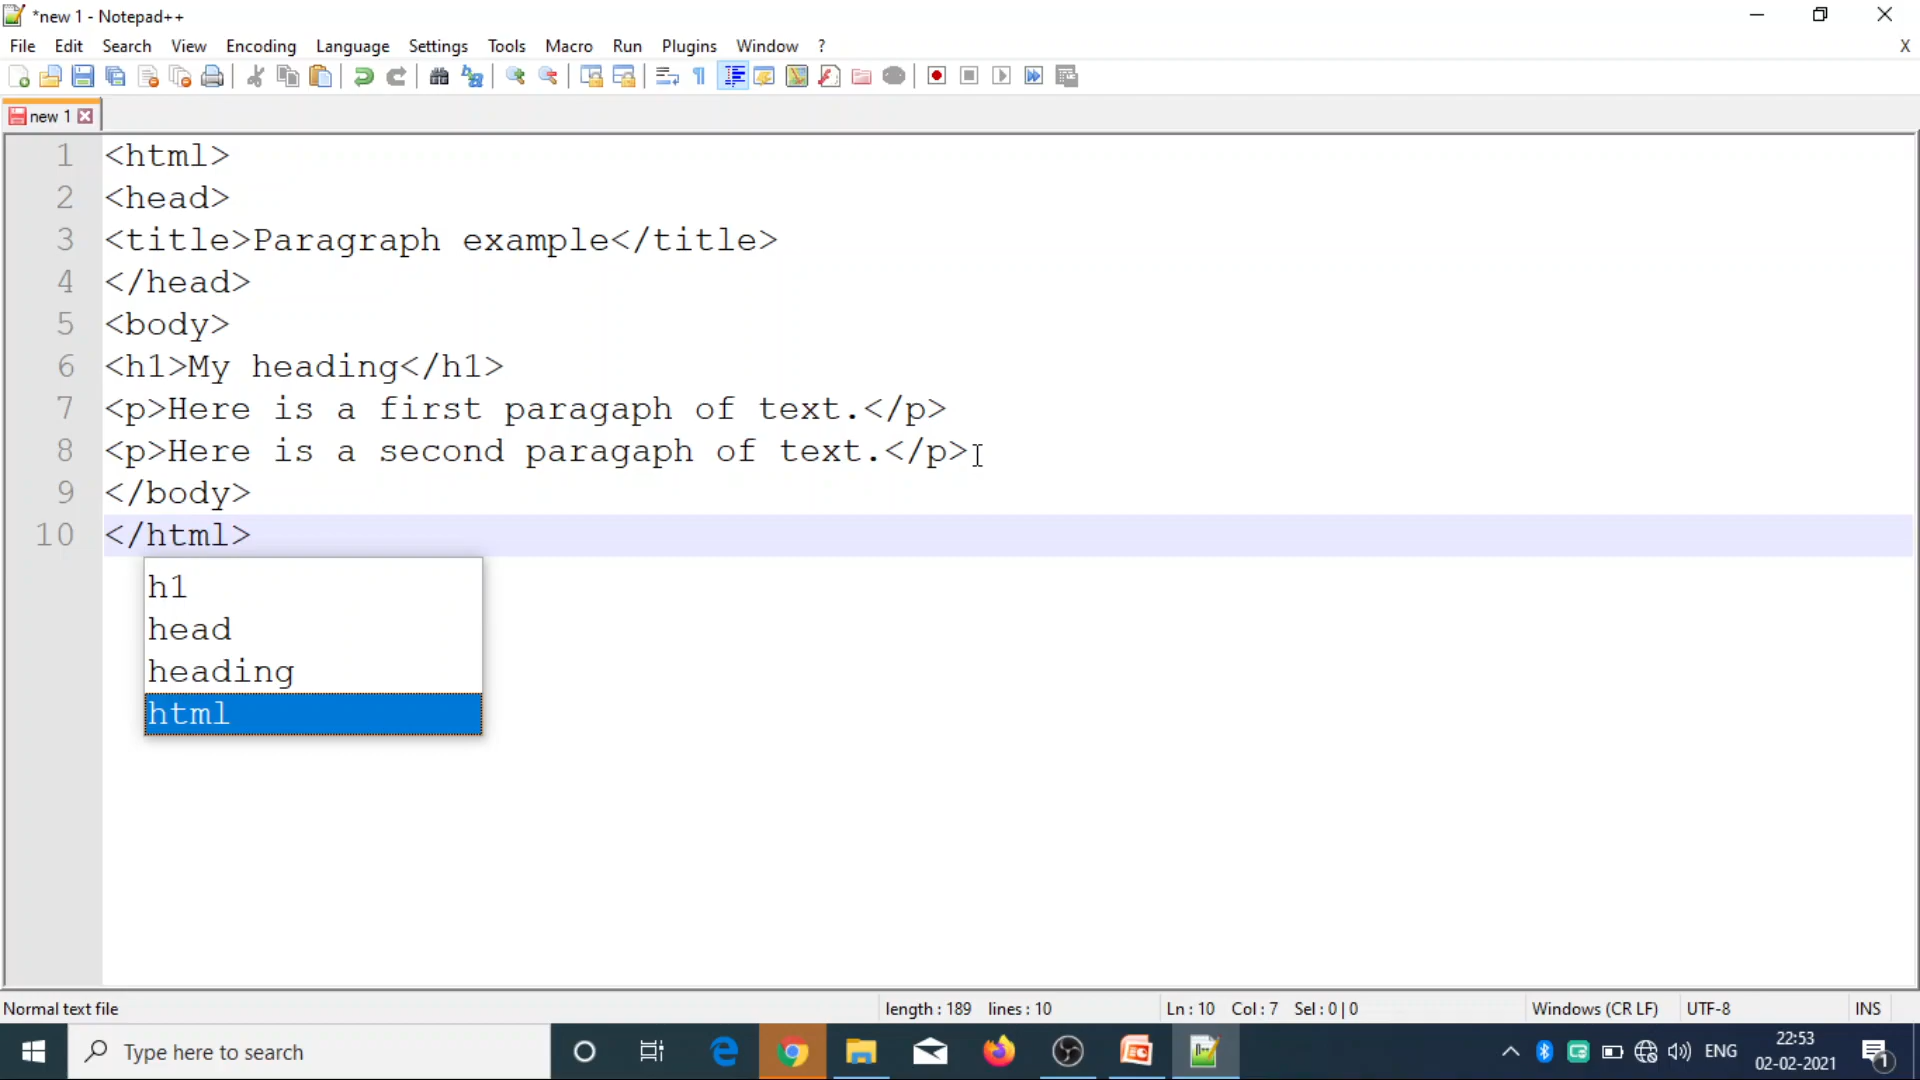 *new 1 - Notepad++
File Edit Search View Encoding Language Settings Tools Macro Run Plugins Window ? X
new 1
1 <html>
2 <head>
3 <title>Paragraph example</title>
4 </head>
5 <body>
6 <h1>My heading</h1>
7 <p>Here is a first paragaph of text.</p>
8 <p>Here is a second paragaph of text.</p>
9 </body>
10 </html>
h1
head
heading
html
Normal text file length : 189 lines : 10 Ln : 10 Col : 7 Sel : 0 | 0 Windows (CR LF) UTF-8 INS
Type here to search ENG 22:53
02-02-2021 1